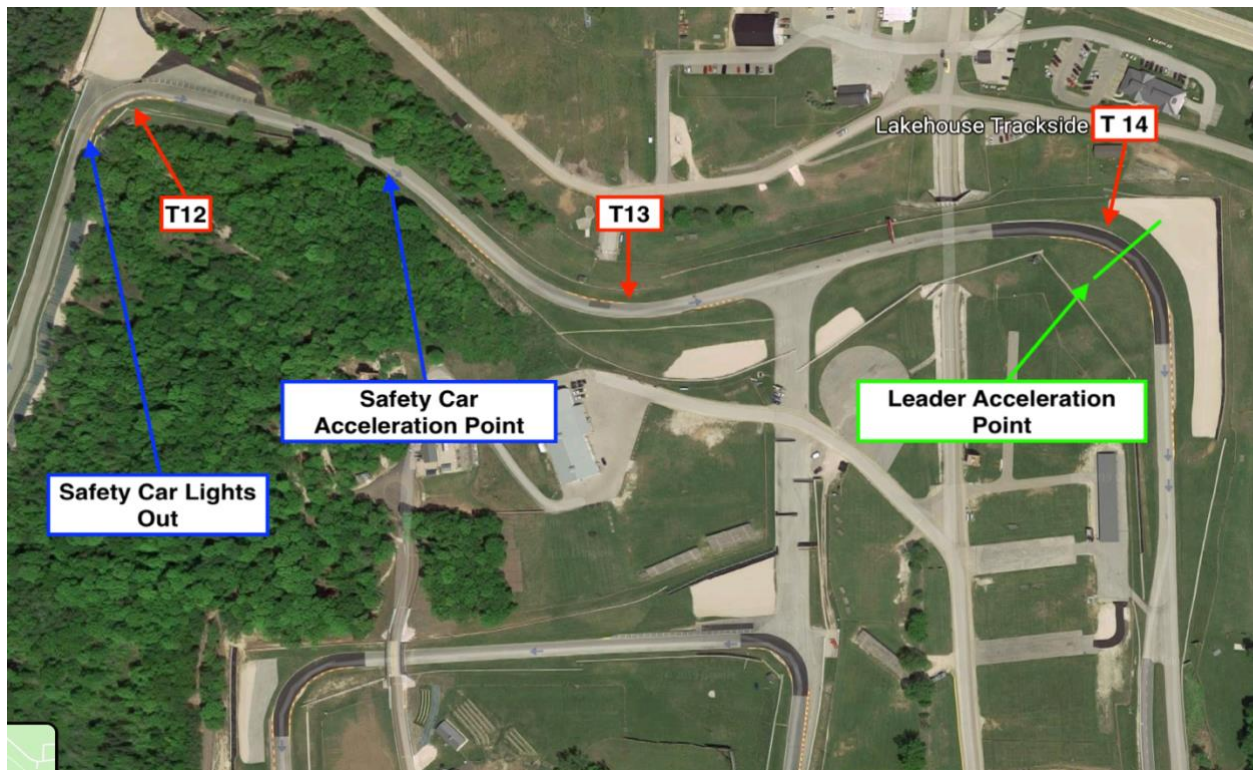 Lakehouse Trackside
T 14
T12
T13
Safety Car
Acceleration Point
Leader Acceleration
Point
Safety Car Lights
Out